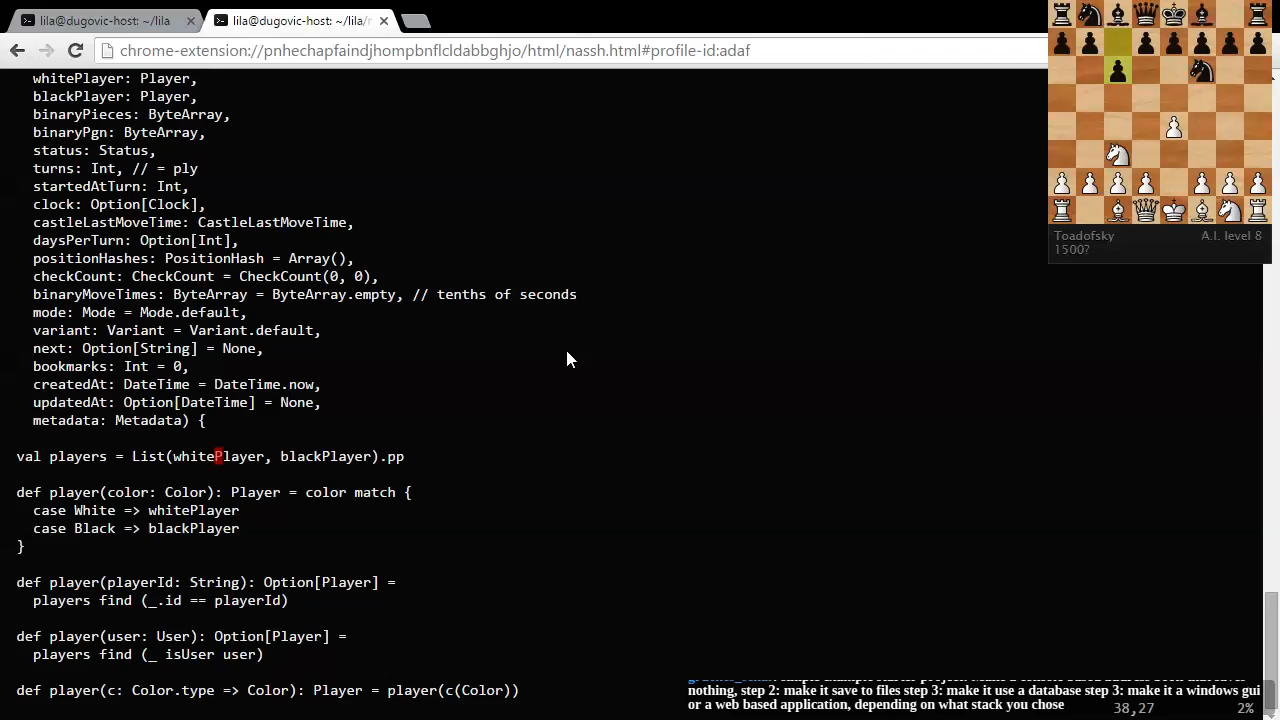 lila@dugovic-host: ~/lila
lila@dugovic-host: ~/lila/n
chrome-extension://pnhechapfaindjhompbnflcldabbghjo/html/nassh.html#profile-id:adaf
whitePlayer: Player,
blackPlayer: Player,
binaryPieces: ByteArray,
binaryPgn: ByteArray,
status: Status,
turns: Int, // = ply
startedAtTurn: Int,
clock: Option[Clock],
castleLastMoveTime: CastleLastMoveTime,
daysPerTurn: Option[Int],
positionHashes: PositionHash = Array(),
checkCount: CheckCount = CheckCount(0, 0),
binaryMoveTimes: ByteArray = ByteArray.empty, // tenths of seconds
mode: Mode = Mode.default,
variant: Variant = Variant.default,
next: Option[String] = None,
bookmarks: Int = 0,
createdAt: DateTime = DateTime.now,
updatedAt: Option[DateTime] = None,
metadata: Metadata) {
val players = List(whitePlayer, blackPlayer).pp
def player(color: Color): Player = color match {
case White => whitePlayer
case Black => blackPlayer
}
def player(playerId: String): Option[Player] =
players find (_.id == playerId)
def player(user: User): Option[Player] =
players find (_ isUser user)
def player(c: Color.type => Color): Player = player(c(Color))
Toadofsky A.I. level 8
1500?
nothing, step 2: make it save to files step 3: make it use a database step 3: make it a windows gui
or a web based application, depending on what stack you chose
38,27 2%